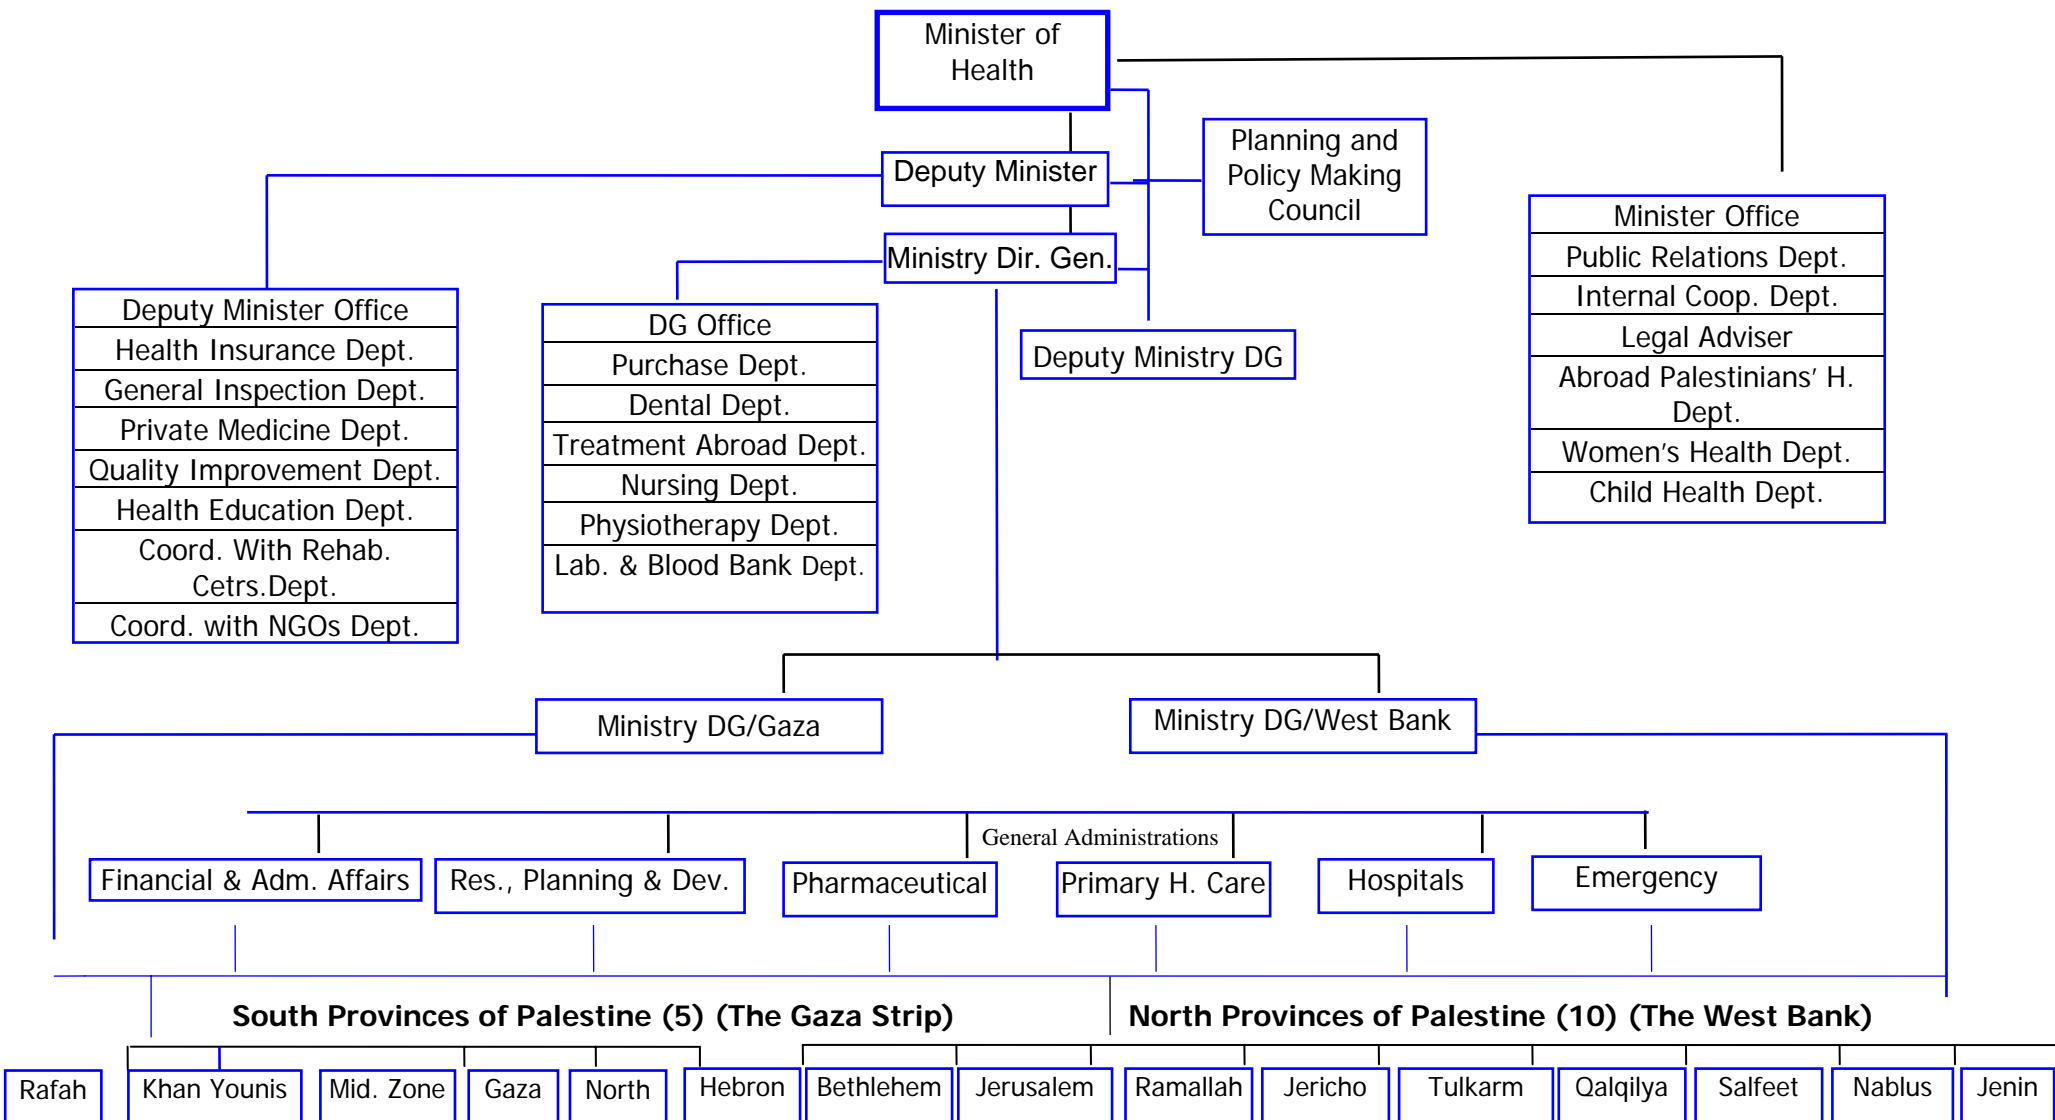 Minister of
Health
Deputy Minister
Planning and
Policy Making
Council
Ministry Dir. Gen.
Deputy Ministry DG
Minister Office
Public Relations Dept.
Internal Coop. Dept.
Legal Adviser
Abroad Palestinians’ H.
Dept.
Women's Health Dept.
Child Health Dept.
Deputy Minister Office
Health Insurance Dept.
General Inspection Dept.
Private Medicine Dept.
Quality Improvement Dept.
Health Education Dept.
Coord. With Rehab.
Cetrs.Dept.
Coord. with NGOs Dept.
DG Office
Purchase Dept.
Dental Dept.
Treatment Abroad Dept.
Nursing Dept.
Physiotherapy Dept.
Lab. & Blood Bank Dept.
Ministry DG/Gaza
Ministry DG/West Bank
General Administrations
Financial & Adm. Affairs
Res., Planning & Dev.
Pharmaceutical
Primary H. Care
Hospitals
Emergency
South Provinces of Palestine (5) (The Gaza Strip)
North Provinces of Palestine (10) (The West Bank)
Rafah
Khan Younis
Mid. Zone
Gaza
North
Hebron
Bethlehem
Jerusalem
Ramallah
Jericho
Tulkarm
Qalqilya
Salfeet
Nablus
Jenin